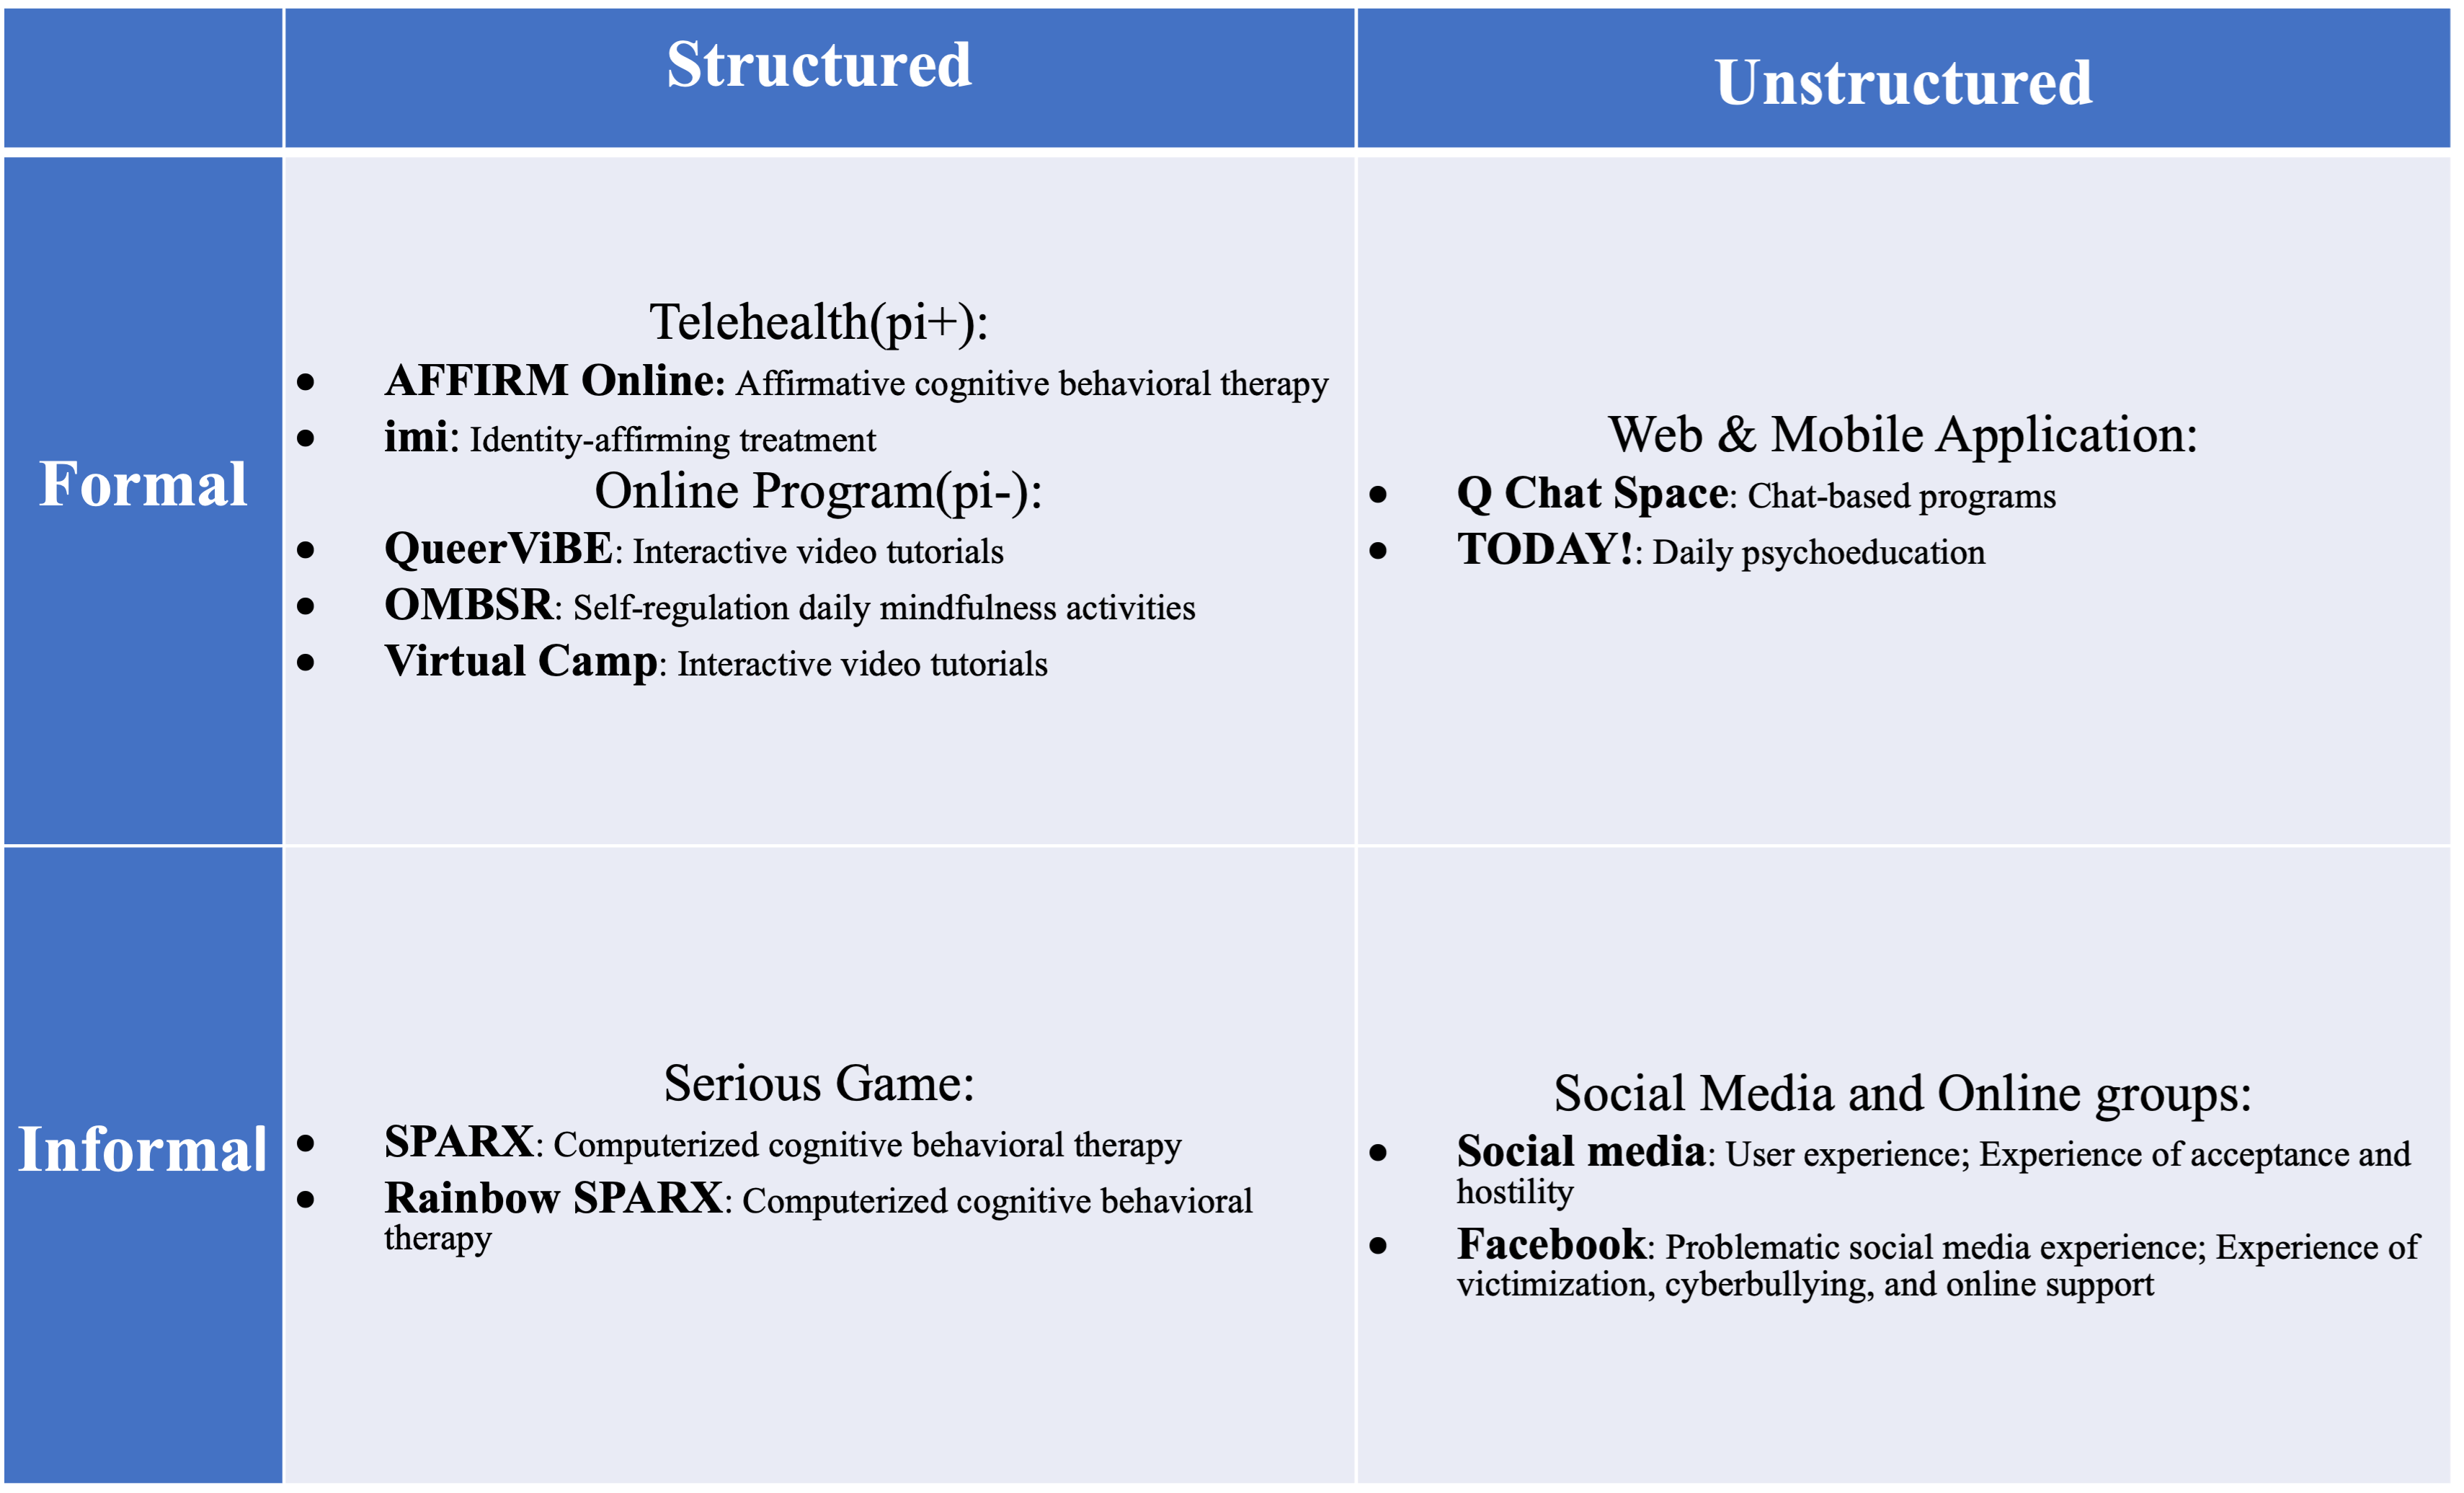 Structured
Unstructured
Formal
Telehealth(pi+):
● AFFIRM Online: Affirmative cognitive behavioral therapy
● imi: Identity-affirming treatment
Online Program(pi-):
● QueerViBE: Interactive video tutorials
● OMBSR: Self-regulation daily mindfulness activities
● Virtual Camp: Interactive video tutorials
Web & Mobile Application:
● Q Chat Space: Chat-based programs
● TODAY!: Daily psychoeducation
Informal
Serious Game:
● SPARX: Computerized cognitive behavioral therapy
● Rainbow SPARX: Computerized cognitive behavioral
therapy
Social Media and Online groups:
● Social media: User experience; Experience of acceptance and
hostility
● Facebook: Problematic social media experience; Experience of
victimization, cyberbullying, and online support